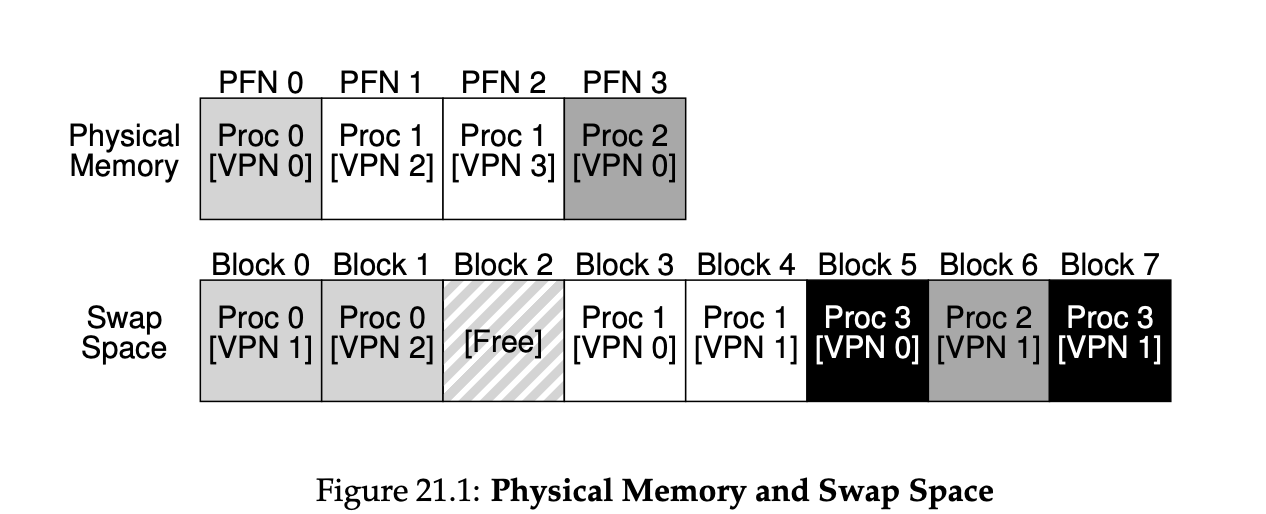 PFN 0 PFN 1 PFN 2 PFN 3
Physical Memory
Proc 0 [VPN 0]
Proc 1 [VPN 2]
Proc 1 [VPN 3]
Proc 2 [VPN 0]
Block 0 Block 1 Block 2 Block 3 Block 4 Block 5 Block 6 Block 7
Swap Space
Proc 0 [VPN 1]
Proc 0 [VPN 2]
[Free]
Proc 1 [VPN 0]
Proc 1 [VPN 1]
Proc 3 [VPN 0]
Proc 2 [VPN 1]
Proc 3 [VPN 1]
Figure 21.1: Physical Memory and Swap Space